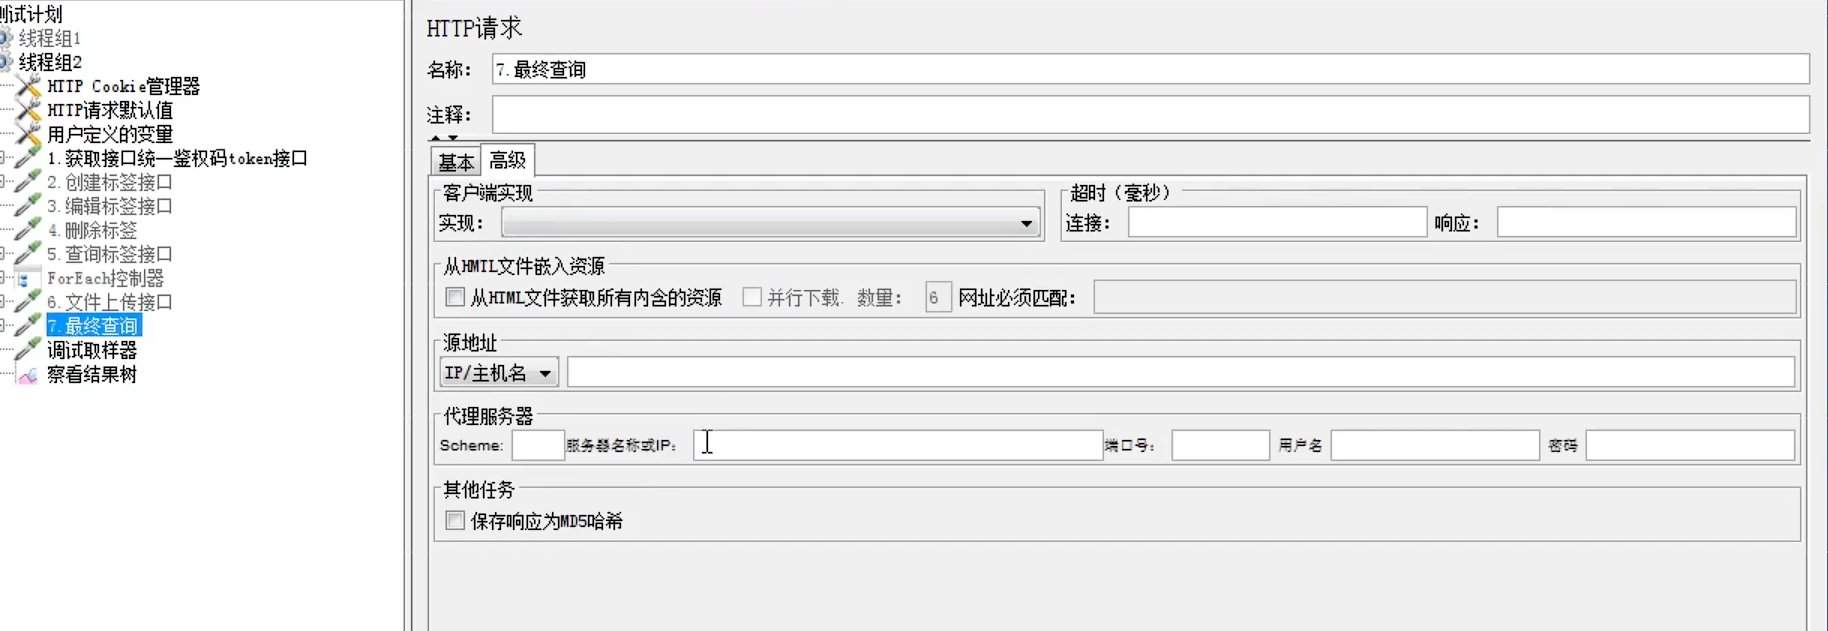 测试计划
线程组1
线程组2
HTTP Cookie管理器
HTTP请求默认值
用户定义的变量
1.获取接口统一鉴权码token接口
2.创建标签接口
3.编辑标签接口
4.删除标签
5.查询标签接口
ForEach控制器
6.文件上传接口
7.最终查询
调试取样器
察看结果树
HTTP请求
名称： 7.最终查询
注释：
基本 高级
客户端实现 超时（毫秒）
实现： 连接： 响应：
从HMTL文件嵌入资源
从HTML文件获取所有内含的资源 并行下载. 数量： 6 网址必须匹配：
源地址
IP/主机名
代理服务器
Scheme: 服务器名称或IP： 端口号： 用户名 密码
其他任务
保存响应为MD5哈希